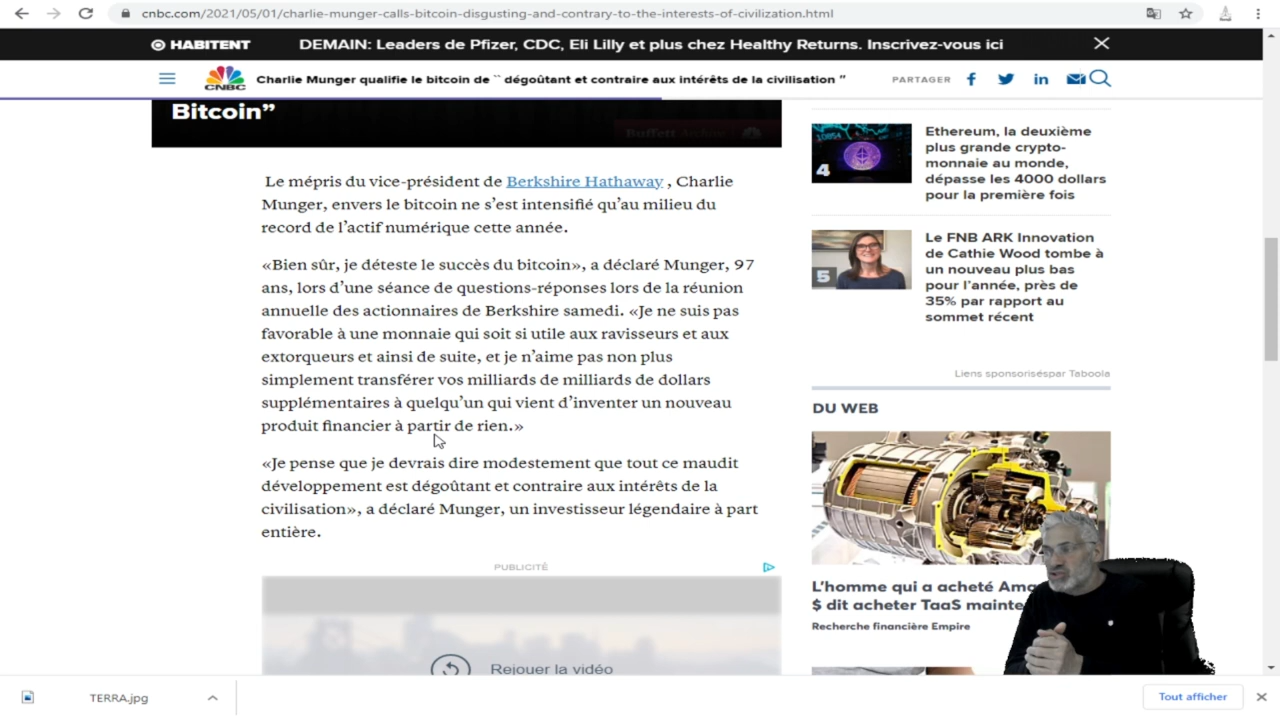 cnbc.com/2021/05/01/charlie-munger-calls-bitcoin-disgusting-and-contrary-to-the-interests-of-civilization.html
HABITENT
DEMAIN: Leaders de Pfizer, CDC, Eli Lilly et plus chez Healthy Returns. Inscrivez-vous ici
CNBC
Charlie Munger qualifie le bitcoin de `` dégoûtant et contraire aux intérêts de la civilisation ”
PARTAGER
Bitcoin”
Buffett Archive
Le mépris du vice-président de Berkshire Hathaway , Charlie
Munger, envers le bitcoin ne s’est intensifié qu’au milieu du
record de l’actif numérique cette année.
«Bien sûr, je déteste le succès du bitcoin», a déclaré Munger, 97
ans, lors d’une séance de questions-réponses lors de la réunion
annuelle des actionnaires de Berkshire samedi. «Je ne suis pas
favorable à une monnaie qui soit si utile aux ravisseurs et aux
extorqueurs et ainsi de suite, et je n’aime pas non plus
simplement transférer vos milliards de milliards de dollars
supplémentaires à quelqu’un qui vient d’inventer un nouveau
produit financier à partir de rien.»
«Je pense que je devrais dire modestement que tout ce maudit
développement est dégoûtant et contraire aux intérêts de la
civilisation», a déclaré Munger, un investisseur légendaire à part
entière.
PUBLICITÉ
Rejouer la vidéo
4
Ethereum, la deuxième
plus grande crypto-
monnaie au monde,
dépasse les 4000 dollars
pour la première fois
5
Le FNB ARK Innovation
de Cathie Wood tombe à
un nouveau plus bas
pour l’année, près de
35% par rapport au
sommet récent
Liens sponsoriséspar Taboola
DU WEB
L’homme qui a acheté
$ dit acheter TaaS
Recherche financière Empire
TERRA.jpg
Tout afficher